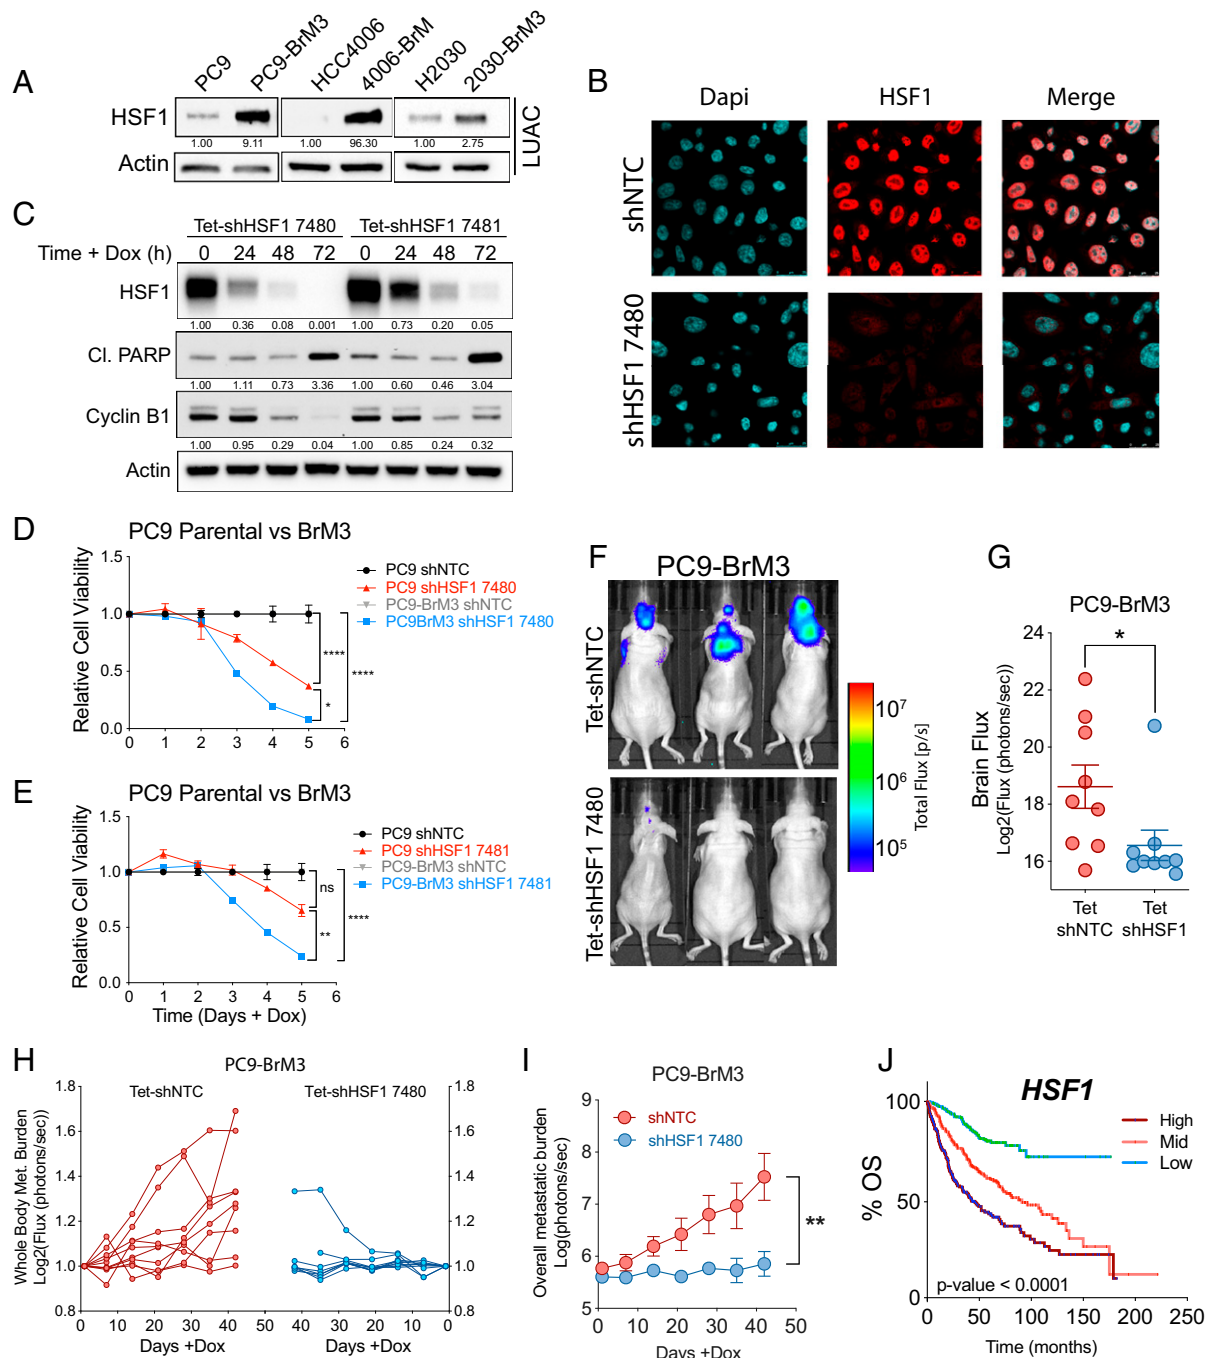 A
PC9
PC9-BrM3
HCC4006
4006-BrM
H2030
2030-BrM3
HSF1
1.00 9.11 1.00 96.30 1.00 2.75
Actin
LUAC
B
Dapi HSF1 Merge
shNTC
shHSF1 7480
C
Tet-shHSF1 7480 Tet-shHSF1 7481
Time + Dox (h) 0 24 48 72 0 24 48 72
HSF1
1.00 0.36 0.08 0.001 1.00 0.73 0.20 0.05
Cl. PARP
1.00 1.11 0.73 3.36 1.00 0.60 0.46 3.04
Cyclin B1
1.00 0.95 0.29 0.04 1.00 0.85 0.24 0.32
Actin
D
PC9 Parental vs BrM3
Relative Cell Viability
1.5
1.0
0.5
0.0
0 1 2 3 4 5 6
PC9 shNTC
PC9 shHSF1 7480
PC9-BrM3 shNTC
PC9BrM3 shHSF1 7480
****
*
****
E
PC9 Parental vs BrM3
Relative Cell Viability
1.5
1.0
0.5
0.0
0 1 2 3 4 5 6
Time (Days + Dox)
PC9 shNTC
PC9 shHSF1 7481
PC9-BrM3 shNTC
PC9-BrM3 shHSF1 7481
ns
**
****
F
PC9-BrM3
Tet-shNTC
Tet-shHSF1 7480
10⁷
10⁶
10⁵
Total Flux [p/s]
G
PC9-BrM3
Brain Flux
Log2(Flux (photons/sec))
24
22
20
18
16
*
Tet Tet
shNTC shHSF1
H
PC9-BrM3
Tet-shNTC Tet-shHSF1 7480
Whole Body Met. Burden
Log2(Flux (photons/sec))
1.8 1.8
1.6 1.6
1.4 1.4
1.2 1.2
1.0 1.0
0.8 0.8
0 10 20 30 40 50 40 30 20 10 0
Days +Dox Days +Dox
I
PC9-BrM3
Overall metastatic burden
Log(photons/sec)
9
8
7
6
5
shNTC
shHSF1 7480
**
0 10 20 30 40 50
Days +Dox
J
HSF1
% OS
100
50
0
High
Mid
Low
p-value < 0.0001
0 50 100 150 200 250
Time (months)